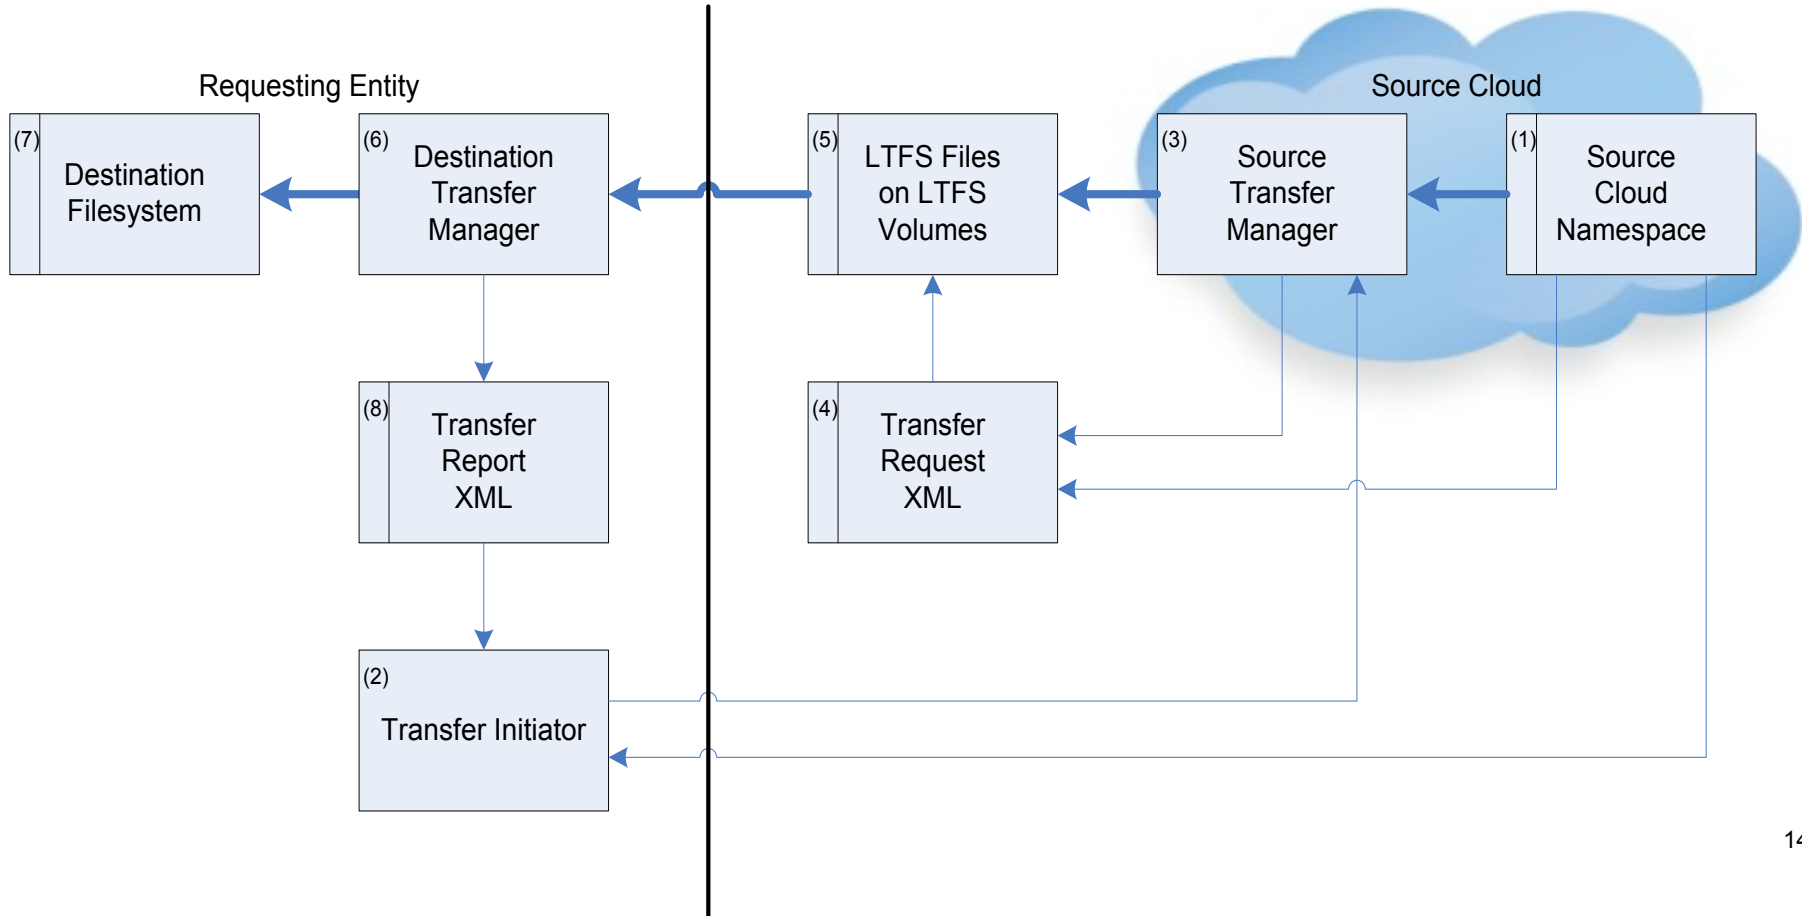 Requesting Entity
Source Cloud
(7)
Destination
Filesystem
(6)
Destination
Transfer
Manager
(5)
LTFS Files
on LTFS
Volumes
(3)
Source
Transfer
Manager
(1)
Source
Cloud
Namespace
(8)
Transfer
Report
XML
(4)
Transfer
Request
XML
(2)
Transfer Initiator
14